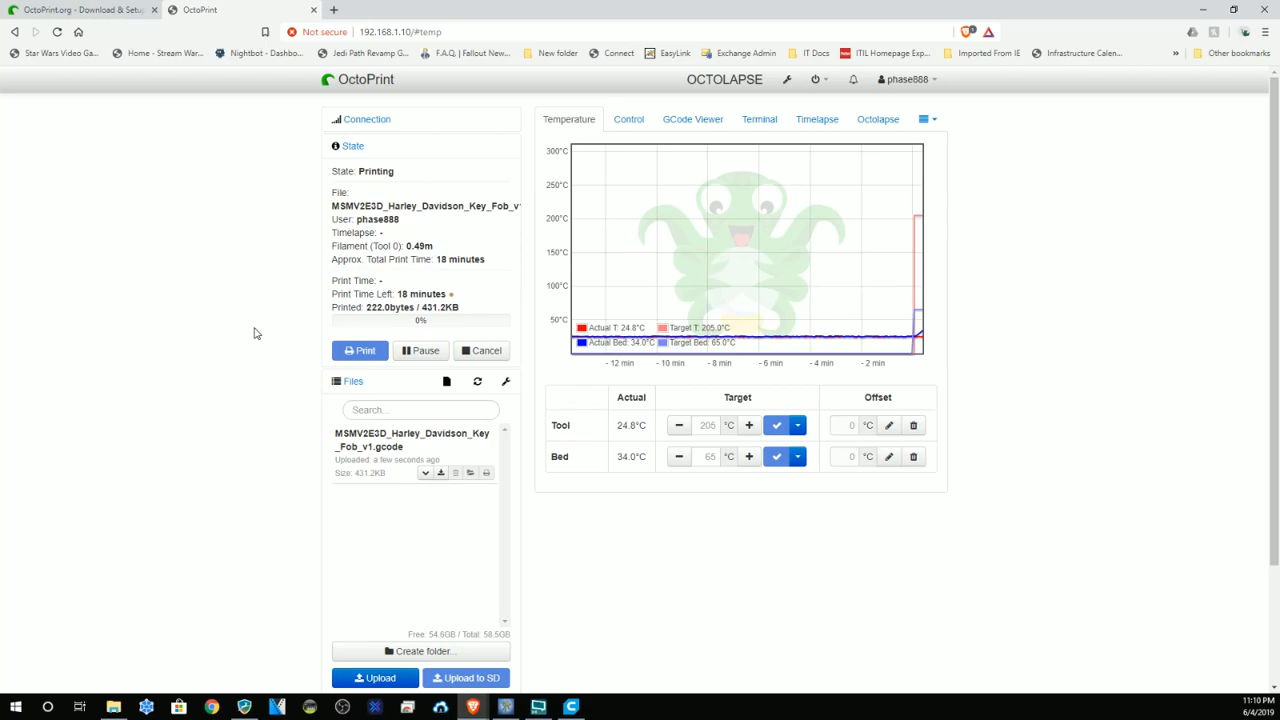 OctoPrint.org - Download & Setu
OctoPrint
Not secure
192.168.1.10/#temp
Star Wars Video Ga...
Home - Stream War...
Nightbot - Dashbo...
Jedi Path Revamp G...
F.A.Q. | Fallout New...
New folder
Connect
EasyLink
Exchange Admin
IT Docs
ITIL Homepage Exp...
Imported From IE
Infrastructure Calen...
»
Other bookmarks
OctoPrint
OCTOLAPSE
phase888
Connection
State
State: Printing
File:
MSMV2E3D_Harley_Davidson_Key_Fob_v1
User: phase888
Timelapse: -
Filament (Tool 0): 0.49m
Approx. Total Print Time: 18 minutes
Print Time: -
Print Time Left: 18 minutes
Printed: 222.0bytes / 431.2KB
0%
Print
Pause
Cancel
Files
Search...
MSMV2E3D_Harley_Davidson_Key
_Fob_v1.gcode
Uploaded: a few seconds ago
Size: 431.2KB
Free: 54.6GB / Total: 58.5GB
Create folder...
Upload
Upload to SD
Temperature
Control
GCode Viewer
Terminal
Timelapse
Octolapse
300°C
250°C
200°C
150°C
100°C
50°C
Actual T: 24.8°C
Target T: 205.0°C
Actual Bed: 34.0°C
Target Bed: 65.0°C
- 12 min
- 10 min
- 8 min
- 6 min
- 4 min
- 2 min
Actual
Target
Offset
Tool
24.8°C
205 °C
0 °C
Bed
34.0°C
65 °C
0 °C
11:10 PM
6/4/2019